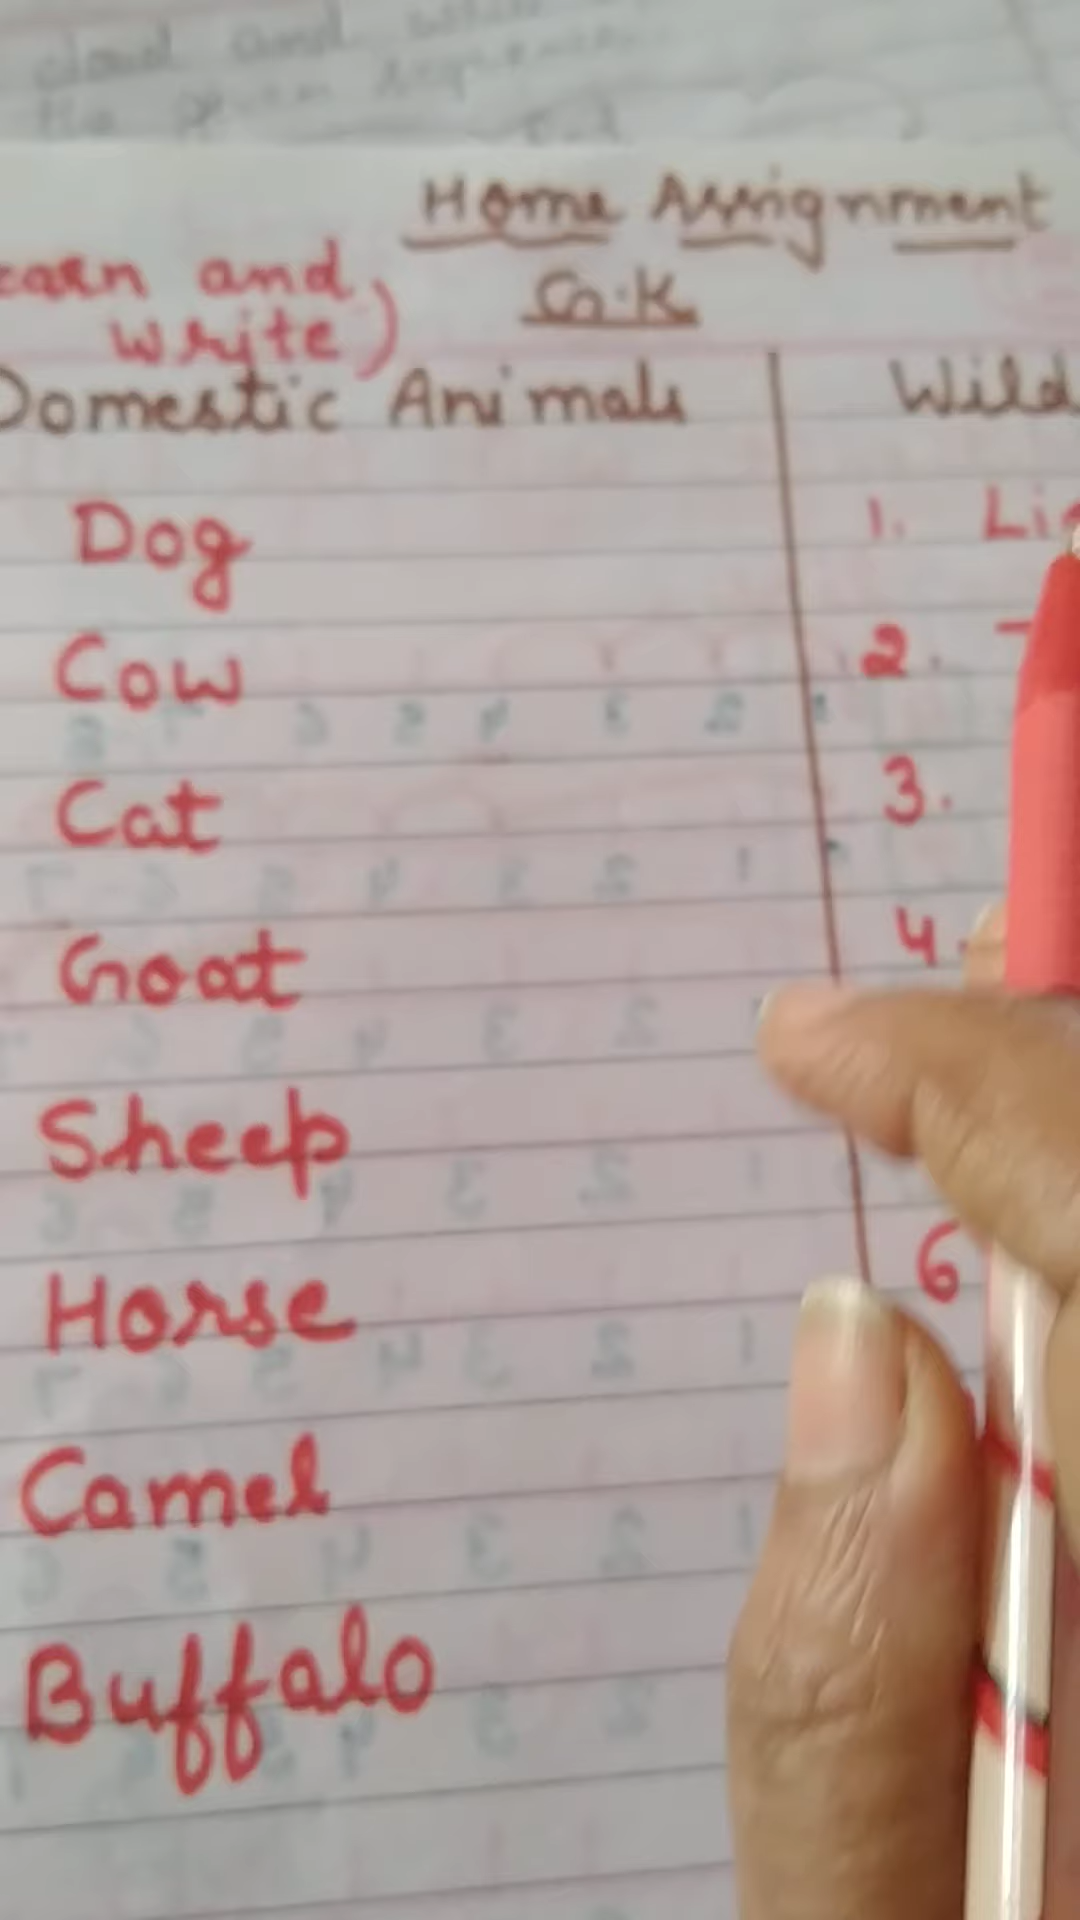 Home Assignment
and
write)
G.K
Domestic Animals
Wild
Dog
1.
Cow
2.
Cat
3.
Goat
4.
Sheep
Horse
6
Camel
Buffalo